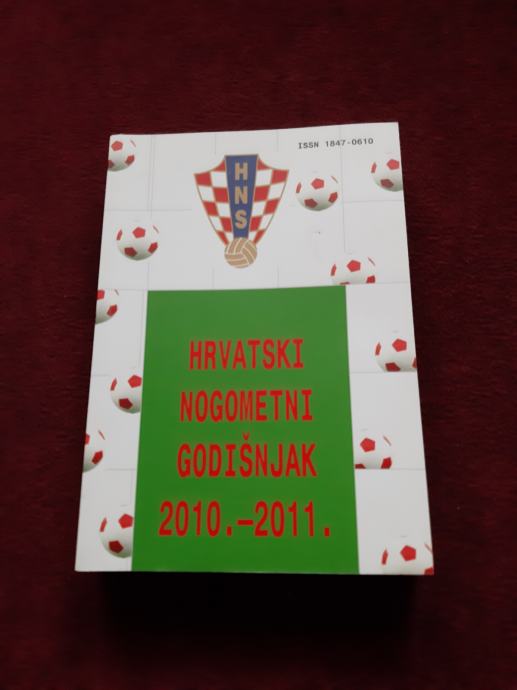 ISSN 1847-0610
HNS
HRVATSKI
NOGOMETNI
GODIŠNJAK
2010.–2011.